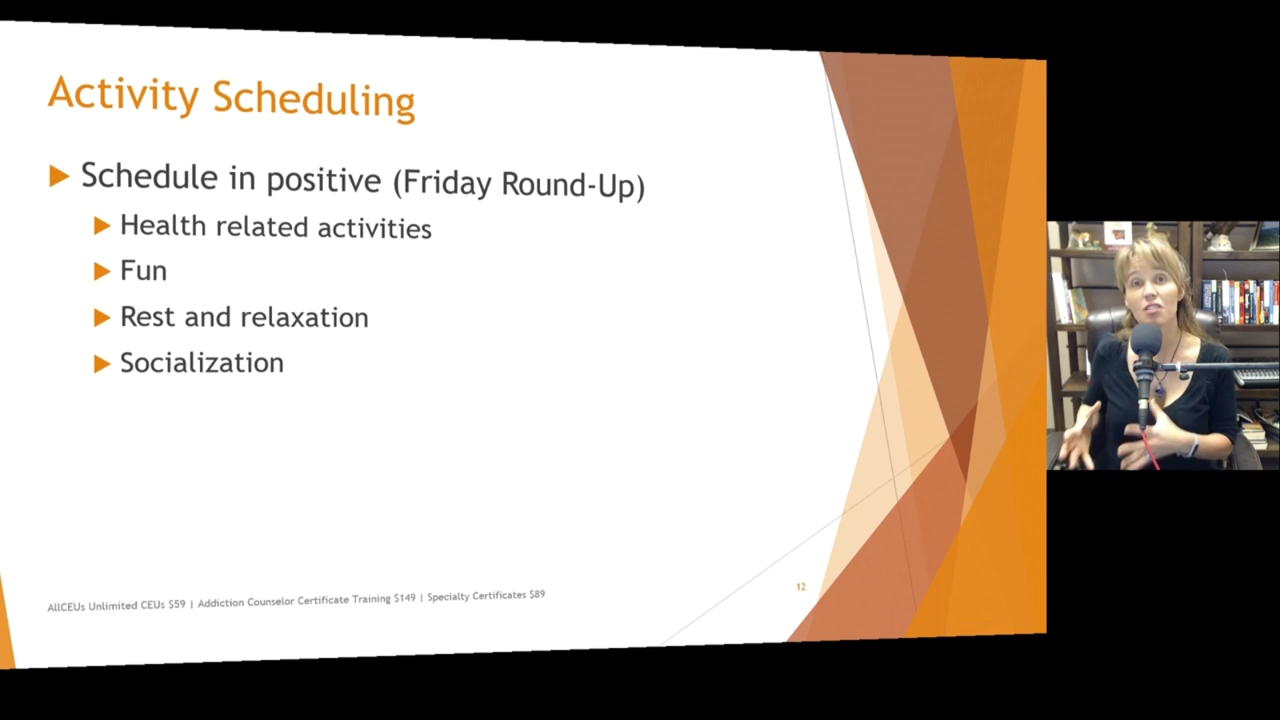 Activity Scheduling
Schedule in positive (Friday Round-Up)
Health related activities
Fun
Rest and relaxation
Socialization
AllCEUs Unlimited CEUs $59 | Addiction Counselor Certificate Training $149 | Specialty Certificates $89
12